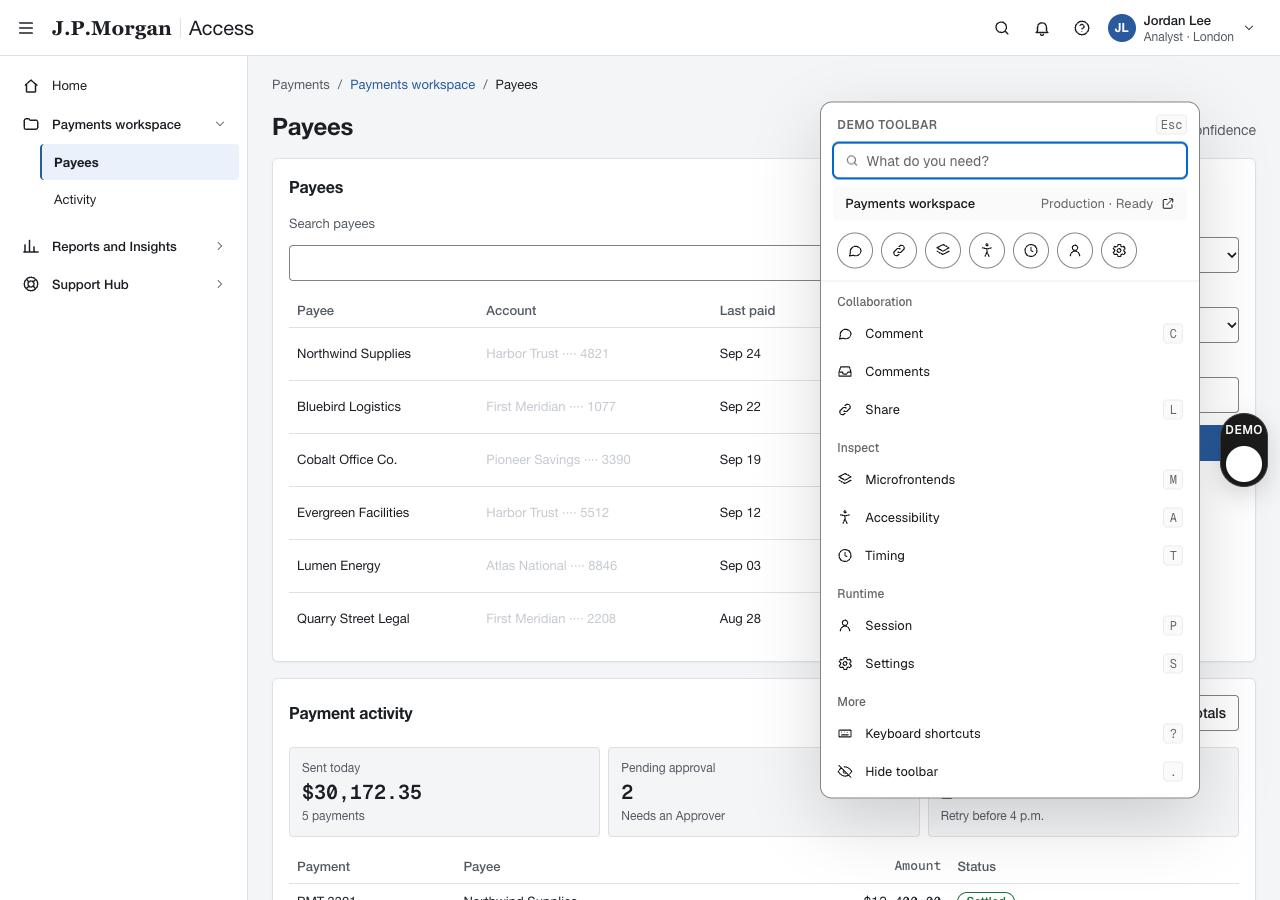 J.P.Morgan Access
JL
Jordan Lee
Analyst · London
Home
Payments workspace
Payees
Activity
Reports and Insights
Support Hub
Payments / Payments workspace / Payees
Payees
Payees
Search payees
Payee Account Last paid
Northwind Supplies Harbor Trust ···· 4821 Sep 24
Bluebird Logistics First Meridian ···· 1077 Sep 22
Cobalt Office Co. Pioneer Savings ···· 3390 Sep 19
Evergreen Facilities Harbor Trust ···· 5512 Sep 12
Lumen Energy Atlas National ···· 8846 Sep 03
Quarry Street Legal First Meridian ···· 2208 Aug 28
DEMO TOOLBAR Esc
What do you need?
Payments workspace Production · Ready
Collaboration
Comment C
Comments
Share L
Inspect
Microfrontends M
Accessibility A
Timing T
Runtime
Session P
Settings S
More
Keyboard shortcuts ?
Hide toolbar .
DEMO
Payment activity
Sent today
$30,172.35
5 payments
Pending approval
2
Needs an Approver
Retry before 4 p.m.
Payment Payee Amount Status
Northwind Supplies